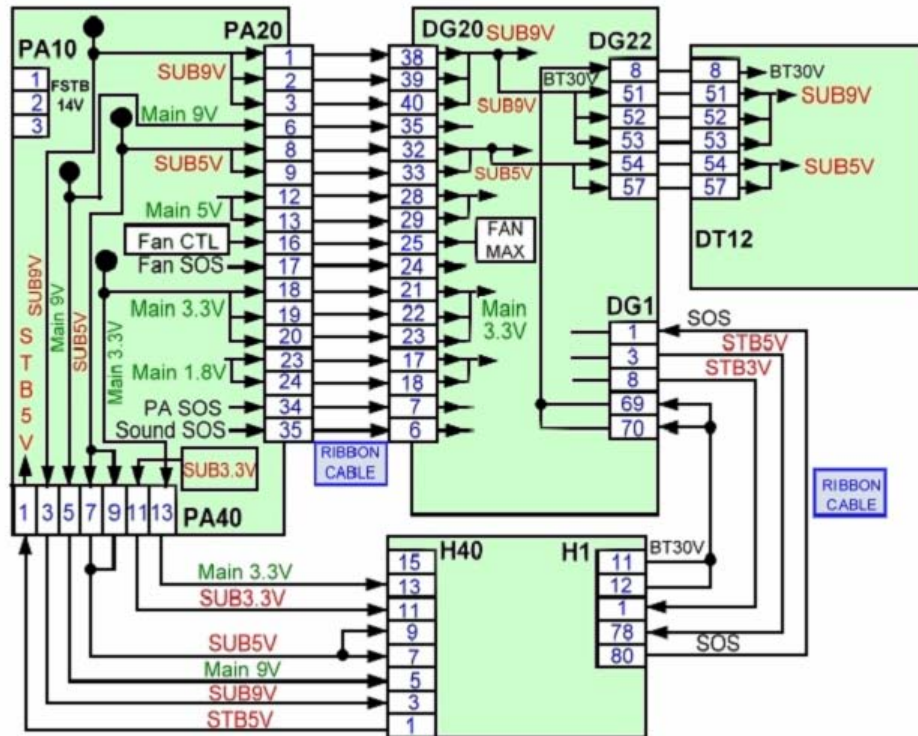 PA10
PA20
DG20
DG22
1
2
3
FSTB
14V
SUB9V
Main 9V
SUB5V
Main 5V
Fan CTL
Fan SOS
Main 3.3V
Main 1.8V
PA SOS
Sound SOS
SUB3.3V
1
2
3
6
8
9
12
13
16
17
18
19
20
23
24
34
35
RIBBON
CABLE
38
39
40
35
32
33
28
29
25
24
21
22
23
17
18
7
6
SUB9V
BT30V
SUB9V
SUB5V
FAN
MAX
Main
3.3V
8
51
52
53
54
57
8
51
52
53
54
57
BT30V
SUB9V
SUB5V
DT12
DG1
1
3
8
69
70
SOS
STB5V
STB3V
RIBBON
CABLE
STB5V
SUB9V
Main 9V
SUB5V
Main 3.3V
1
3
5
7
9
11
13
PA40
Main 3.3V
SUB3.3V
SUB5V
Main 9V
SUB9V
STB5V
H40
H1
15
13
11
9
7
5
3
1
11
12
1
78
80
BT30V
SOS